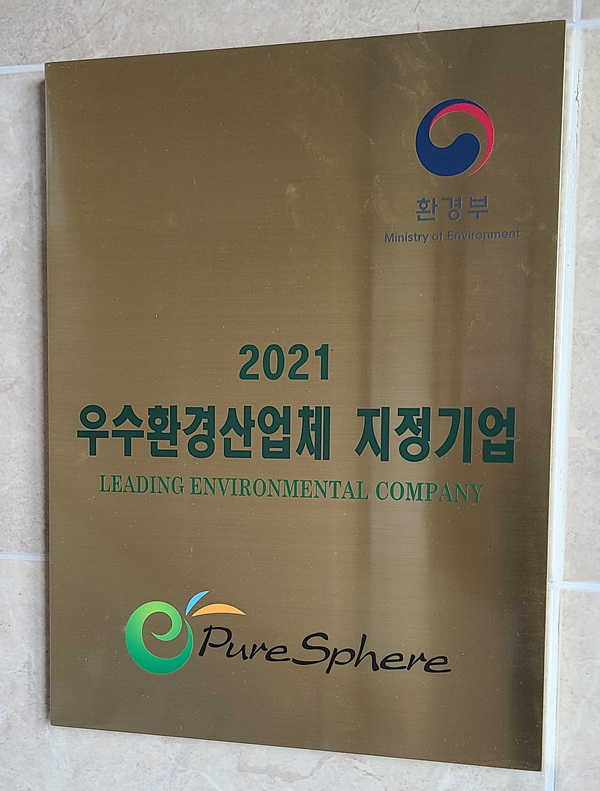 환경부
Ministry of Environment
2021
우수환경산업체 지정기업
LEADING ENVIRONMENTAL COMPANY
PureSphere